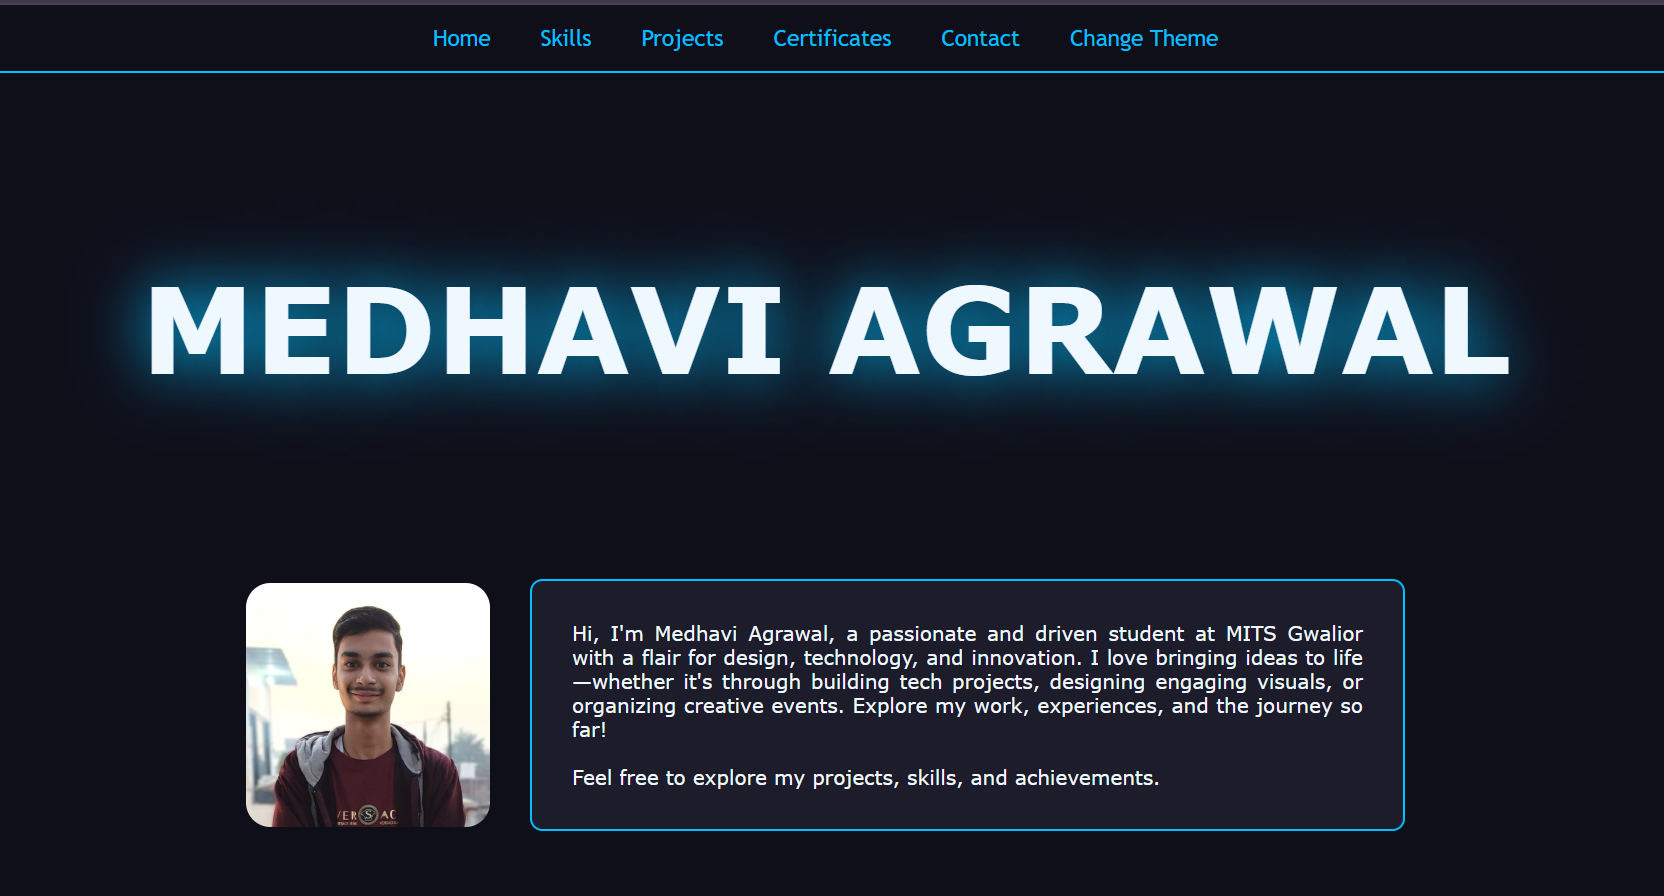 Home Skills Projects Certificates Contact Change Theme
MEDHAVI AGRAWAL
Hi, I'm Medhavi Agrawal, a passionate and driven student at MITS Gwalior
with a flair for design, technology, and innovation. I love bringing ideas to life
—whether it's through building tech projects, designing engaging visuals, or
organizing creative events. Explore my work, experiences, and the journey so
far!
Feel free to explore my projects, skills, and achievements.
VER S AC